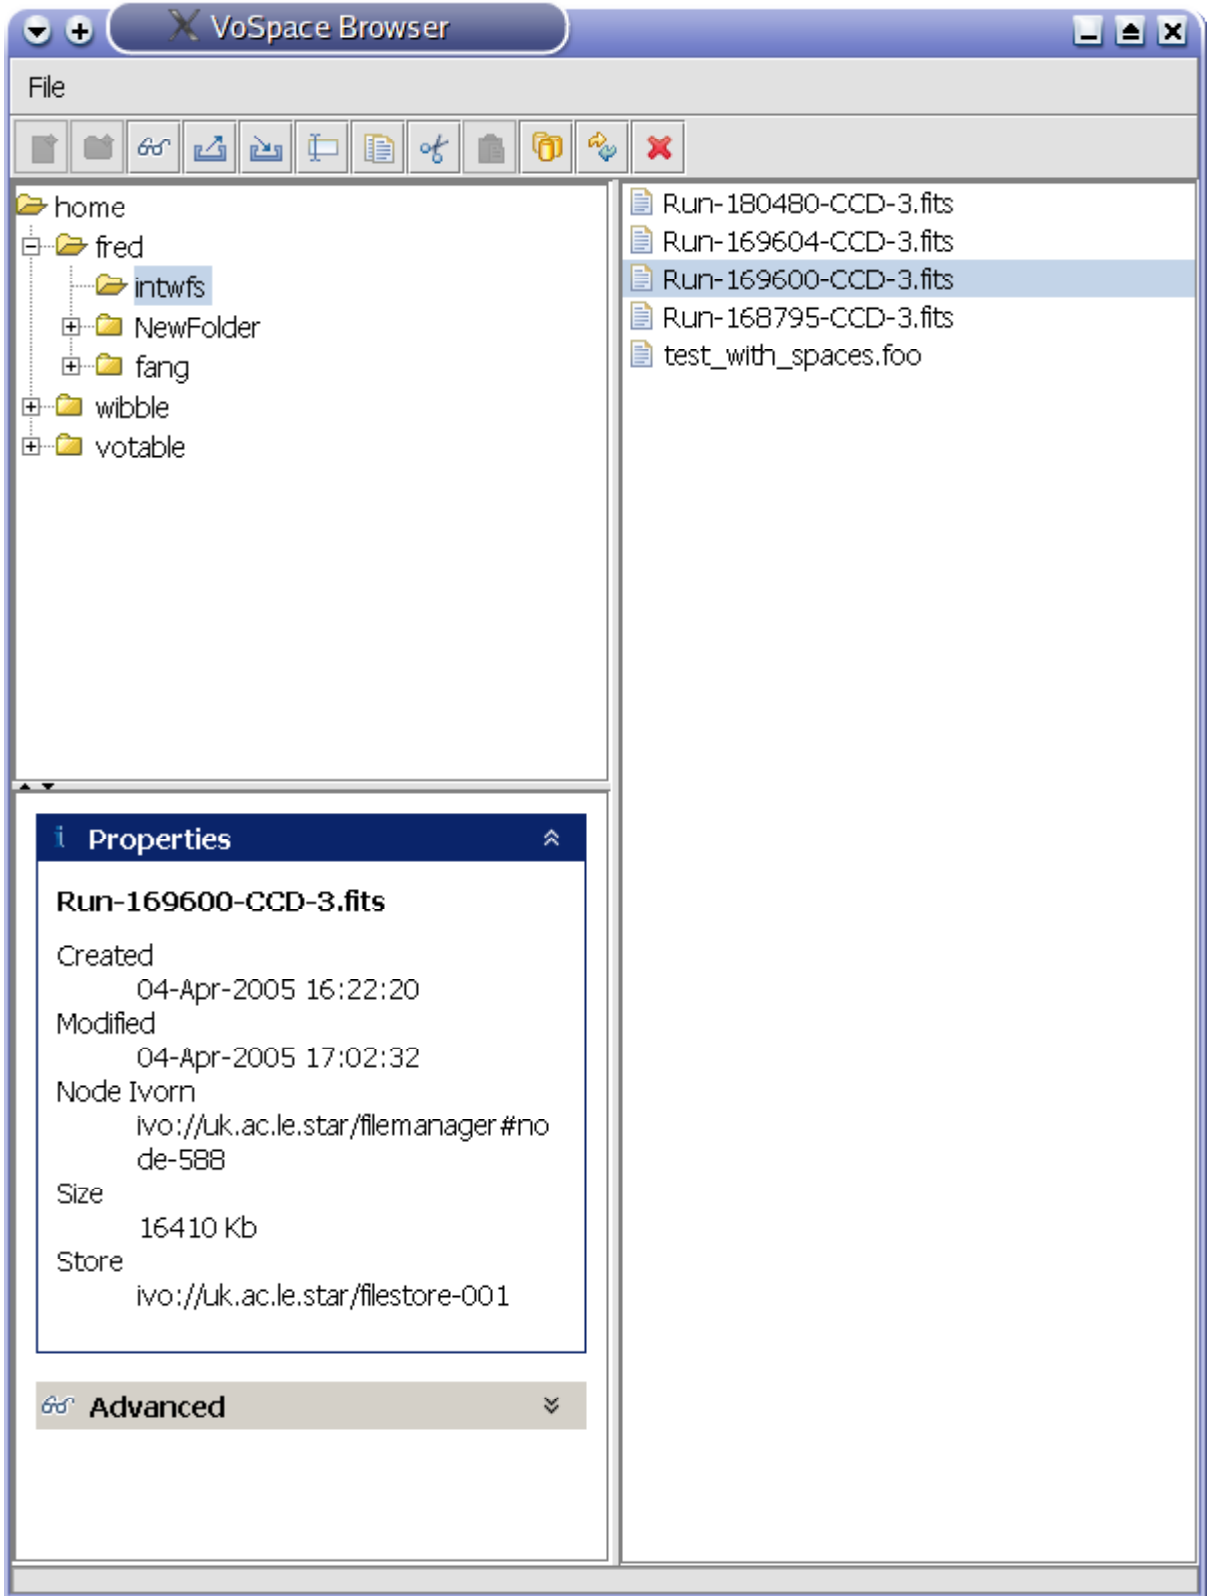 VoSpace Browser
File
home
fred
intwfs
NewFolder
fang
wibble
votable
Run-180480-CCD-3.fits
Run-169604-CCD-3.fits
Run-169600-CCD-3.fits
Run-168795-CCD-3.fits
test_with_spaces.foo
Properties
Run-169600-CCD-3.fits
Created
04-Apr-2005 16:22:20
Modified
04-Apr-2005 17:02:32
Node Ivorn
ivo://uk.ac.le.star/filemanager#no
de-588
Size
16410 Kb
Store
ivo://uk.ac.le.star/filestore-001
Advanced